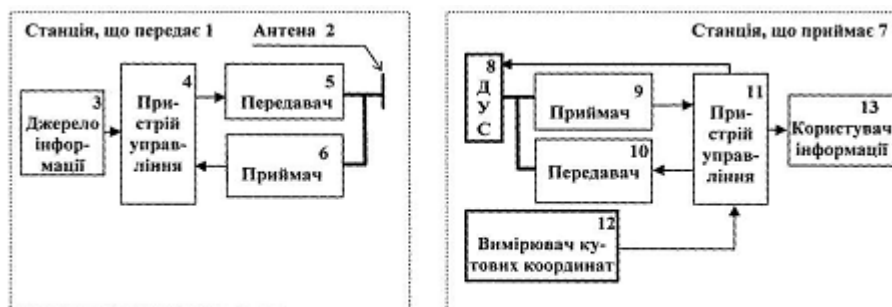 Станція, що передає 1
Антена 2
3
Джерело
інфор-
мації
4
При-
стрій
управ-
ління
5
Передавач
6
Приймач
Станція, що приймає 7
8
Д
У
С
9
Приймач
10
Передавач
11
При-
стрій
управ-
ління
12
Вимірювач ку-
тових координат
13
Користувач
інформації